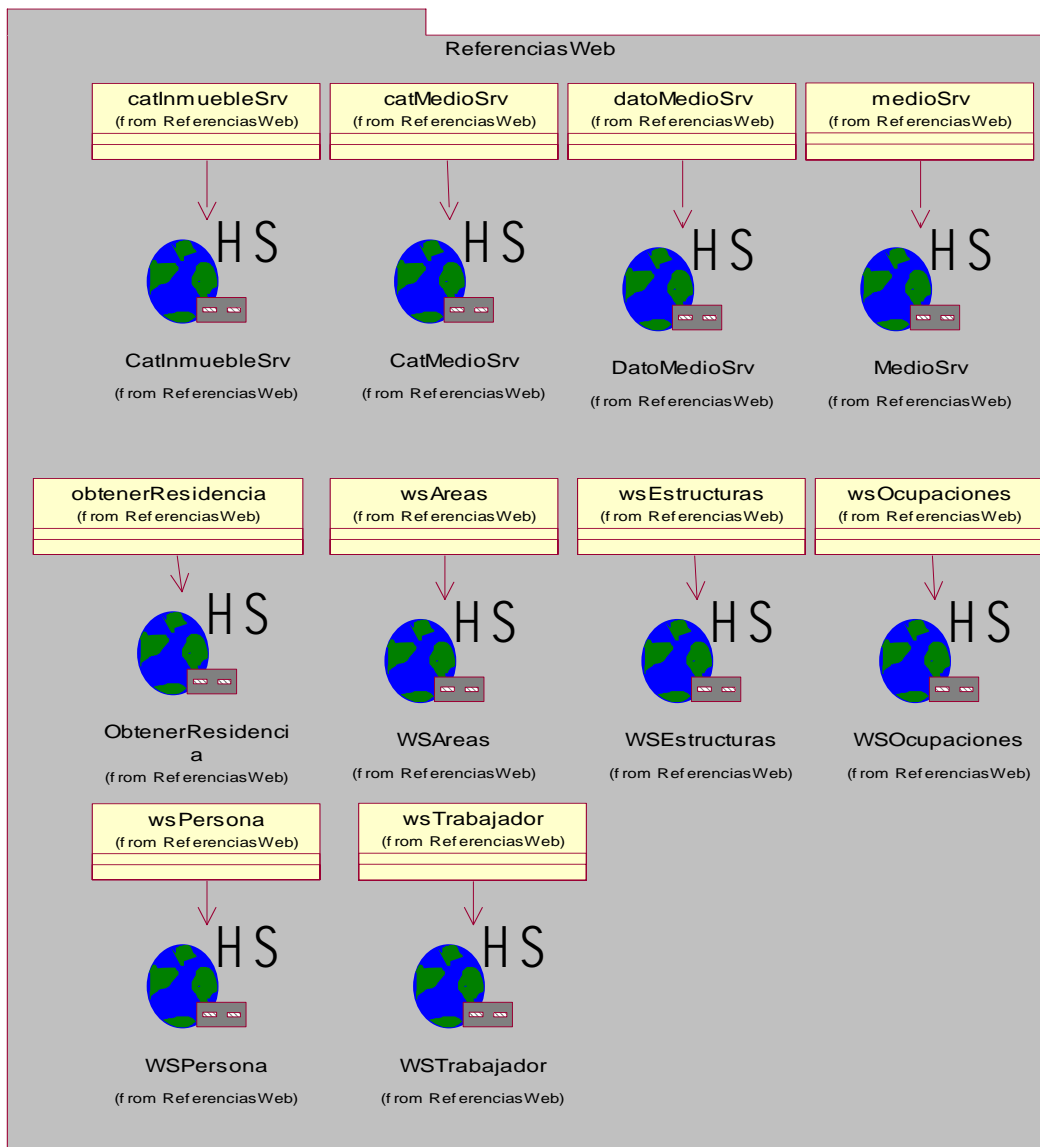 ReferenciasWeb
catInmuebleSrv
(from ReferenciasWeb)
catMedioSrv
(from ReferenciasWeb)
datoMedioSrv
(from ReferenciasWeb)
medioSrv
(from ReferenciasWeb)
HS
HS
HS
HS
CatInmuebleSrv
(from ReferenciasWeb)
CatMedioSrv
(from ReferenciasWeb)
DatoMedioSrv
(from ReferenciasWeb)
MedioSrv
(from ReferenciasWeb)
obtenerResidencia
(from ReferenciasWeb)
wsAreas
(from ReferenciasWeb)
wsEstructuras
(from ReferenciasWeb)
wsOcupaciones
(from ReferenciasWeb)
HS
HS
HS
HS
ObtenerResidenci
a
(from ReferenciasWeb)
WSAreas
(from ReferenciasWeb)
WSEstructuras
(from ReferenciasWeb)
WSOcupaciones
(from ReferenciasWeb)
wsPersona
(from ReferenciasWeb)
wsTrabajador
(from ReferenciasWeb)
HS
HS
WSPersona
(from ReferenciasWeb)
WSTrabajador
(from ReferenciasWeb)